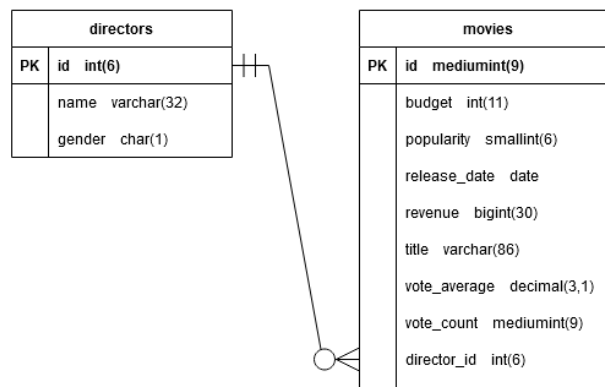 directors
PK id int(6)
name varchar(32)
gender char(1)
movies
PK id mediumint(9)
budget int(11)
popularity smallint(6)
release_date date
revenue bigint(30)
title varchar(86)
vote_average decimal(3,1)
vote_count mediumint(9)
director_id int(6)